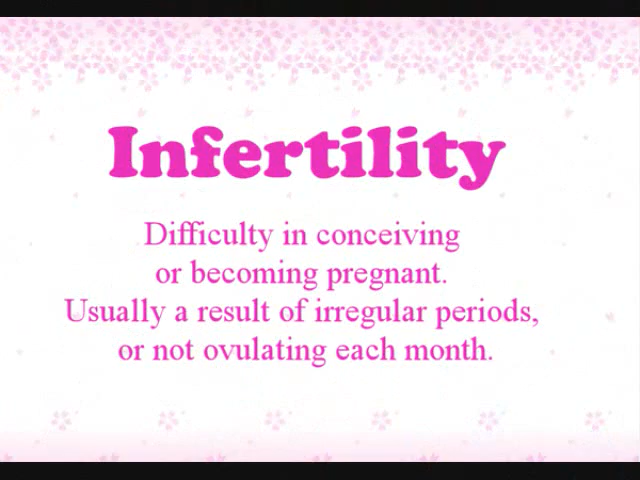 Infertility
Difficulty in conceiving
or becoming pregnant.
Usually a result of irregular periods,
or not ovulating each month.